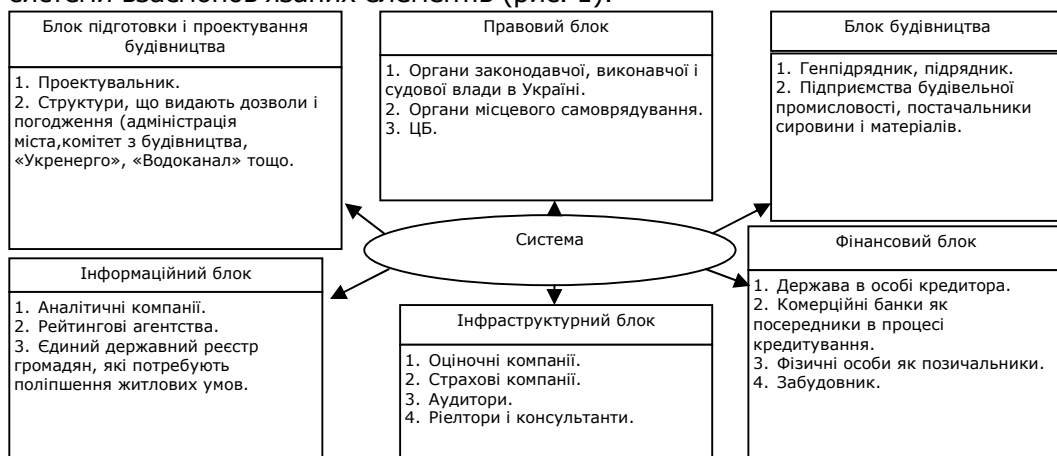 системи взаємопов'язаних елементів (рис. 1).
Блок підготовки і проектування
будівництва
1. Проектувальник.
2. Структури, що видають дозволи і
погодження (адміністрація
міста,комітет з будівництва,
«Укренерго», «Водоканал» тощо.
Правовий блок
1. Органи законодавчої, виконавчої і
судової влади в Україні.
2. Органи місцевого самоврядування.
3. ЦБ.
Блок будівництва
1. Генпідрядник, підрядник.
2. Підприємства будівельної
промисловості, постачальники
сировини і матеріалів.
Система
Інформаційний блок
1. Аналітичні компанії.
2. Рейтингові агентства.
3. Єдиний державний реєстр
громадян, які потребують
поліпшення житлових умов.
Інфраструктурний блок
1. Оціночні компанії.
2. Страхові компанії.
3. Аудитори.
4. Ріелтори і консультанти.
Фінансовий блок
1. Держава в особі кредитора.
2. Комерційні банки як
посередники в процесі
кредитування.
3. Фізичні особи як позичальники.
4. Забудовник.